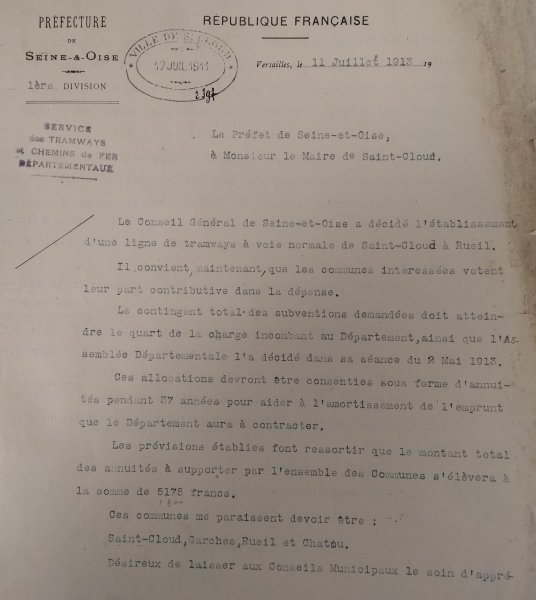 PRÉFECTURE
DE
SEINE-&-OISE
1ère DIVISION
RÉPUBLIQUE FRANÇAISE
VILLE DE
12 JUIL 1913
2391
Versailles, le 11 Juillet 1913 19
SERVICE
des TRAMWAYS
et CHEMINS de FER
DÉPARTEMENTAUX
Le Préfet de Seine-et-Oise,
à Monsieur le Maire de Saint-Cloud.
Le Conseil Général de Seine-et-Oise a décidé l'établissement
d'une ligne de tramways à voie normale de Saint-Cloud à Rueil.
Il convient, maintenant, que les communes interessées votent
leur part contributive dans la dépense.
Le contingent total des subventions demandées doit attein-
dre le quart de la charge incombant au Département, ainsi que l'As-
semblée Départementale l'a décidé dans sa séance du 2 Mai 1913.
Ces allocations devront être consenties sous forme d'annui-
tés pendant 37 années pour aider à l'amortissement de l'emprunt
que le Département aura à contracter.
Les prévisions établies font ressortir que le montant total
des annuités à supporter par l'ensemble des Communes s'élèvera à
la somme de 5175 francs.
Ces communes me paraissent devoir être :
Saint-Cloud, Garches, Rueil et Chatou.
Désireux de laisser aux Conseils Municipaux le soin d'appré-